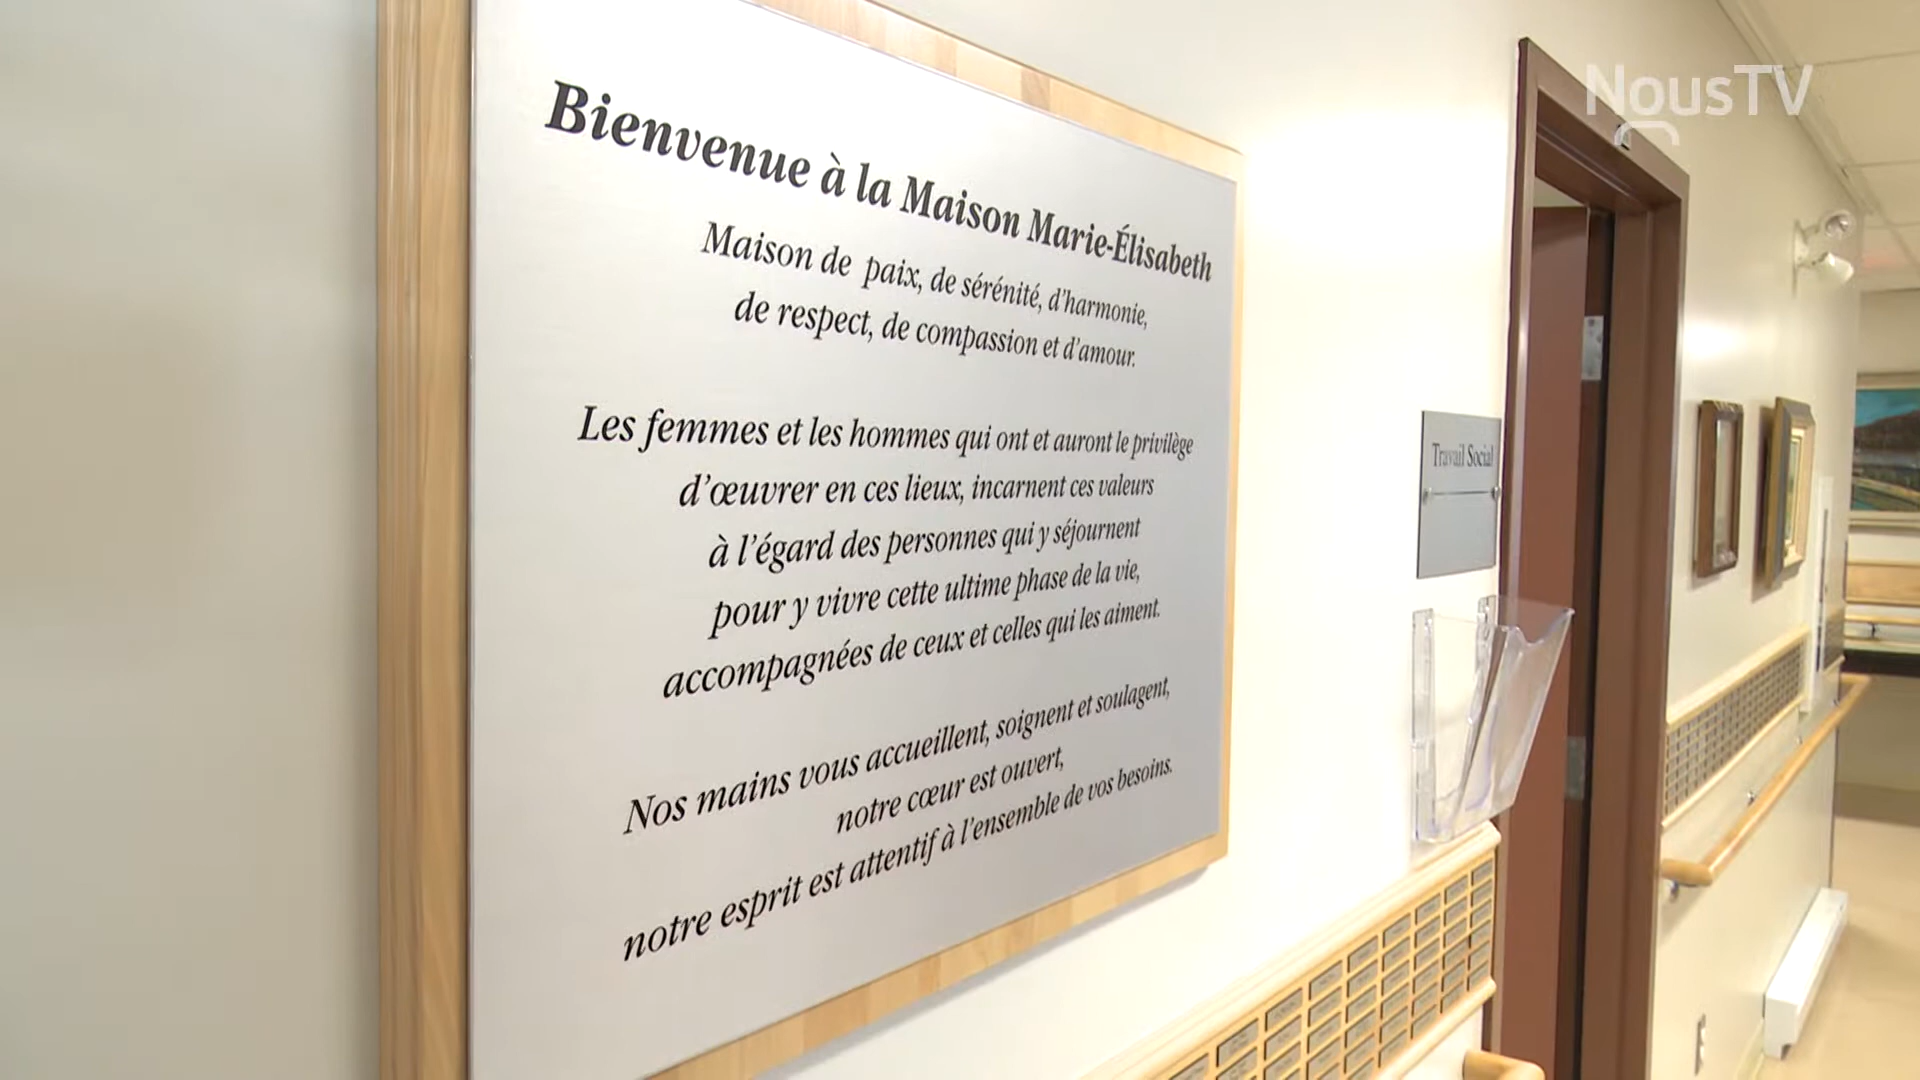 NousTV
Bienvenue à la Maison Marie-Élisabeth
Maison de paix, de sérénité, d'harmonie,
de respect, de compassion et d'amour.
Les femmes et les hommes qui ont et auront le privilège
d'œuvrer en ces lieux, incarnent ces valeurs
à l'égard des personnes qui y séjournent
pour y vivre cette ultime phase de la vie,
accompagnées de ceux et celles qui les aiment.
Nos mains vous accueillent, soignent et soulagent,
notre cœur est ouvert,
notre esprit est attentif à l'ensemble de vos besoins.
Travail Social